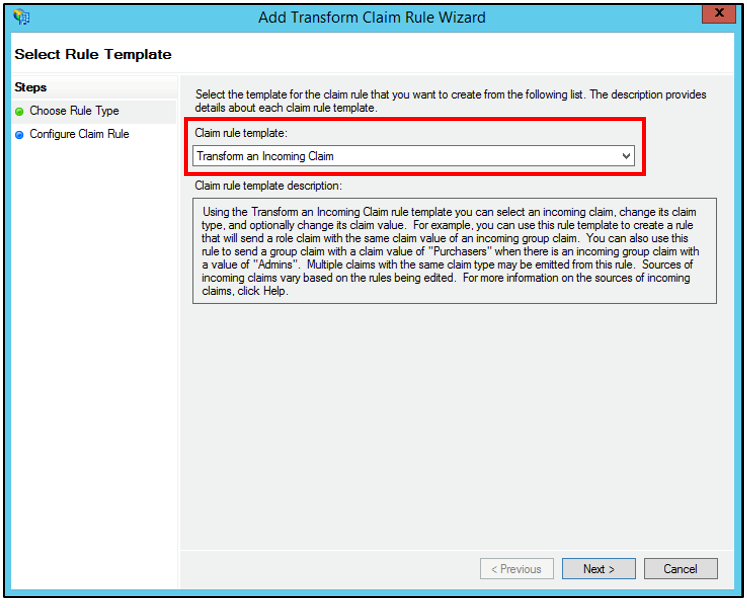 Add Transform Claim Rule Wizard
x
Select Rule Template
Steps
Choose Rule Type
Configure Claim Rule
Select the template for the claim rule that you want to create from the following list. The description provides
details about each claim rule template.
Claim rule template:
Transform an Incoming Claim
Claim rule template description:
Using the Transform an Incoming Claim rule template you can select an incoming claim, change its claim
type, and optionally change its claim value. For example, you can use this rule template to create a rule
that will send a role claim with the same claim value of an incoming group claim. You can also use this
rule to send a group claim with a claim value of "Purchasers" when there is an incoming group claim with
a value of "Admins". Multiple claims with the same claim type may be emitted from this rule. Sources of
incoming claims vary based on the rules being edited. For more information on the sources of incoming
claims, click Help.
< Previous
Next >
Cancel